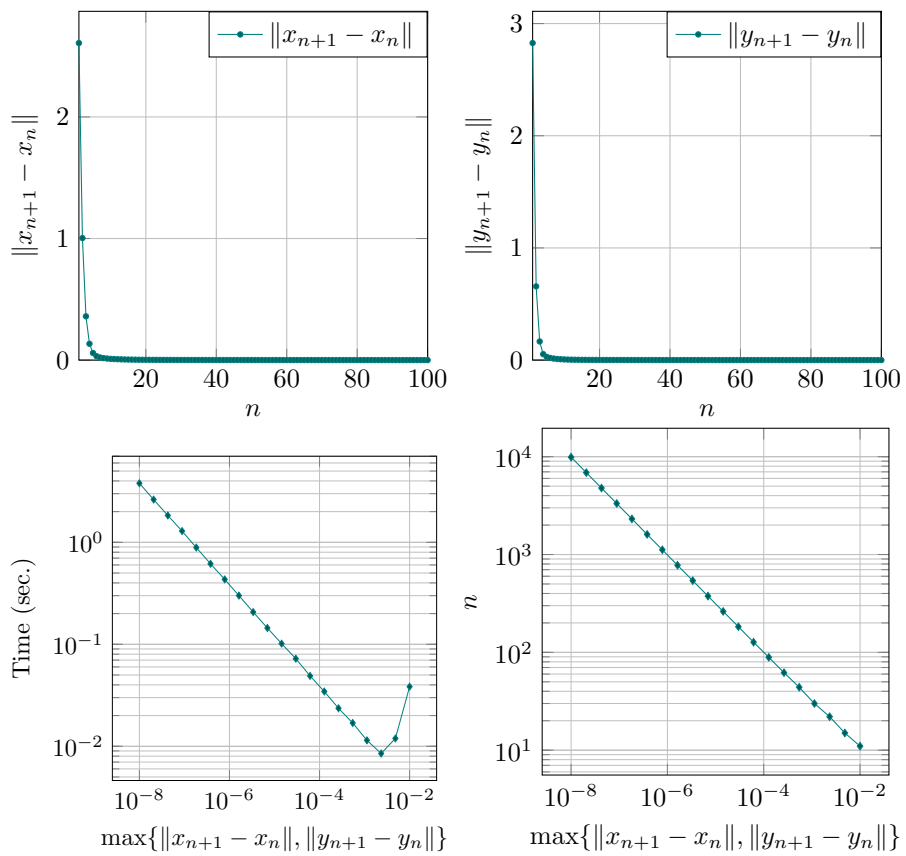 ‖x_{n+1} − x_n‖
‖x_{n+1} − x_n‖
2
1
0
20 40 60 80 100
n
‖y_{n+1} − y_n‖
‖y_{n+1} − y_n‖
3
2
1
0
20 40 60 80 100
n
Time (sec.)
10^0
10^{−1}
10^{−2}
10^{−8} 10^{−6} 10^{−4} 10^{−2}
max{‖x_{n+1} − x_n‖, ‖y_{n+1} − y_n‖}
n
10^4
10^3
10^2
10^1
10^{−8} 10^{−6} 10^{−4} 10^{−2}
max{‖x_{n+1} − x_n‖, ‖y_{n+1} − y_n‖}